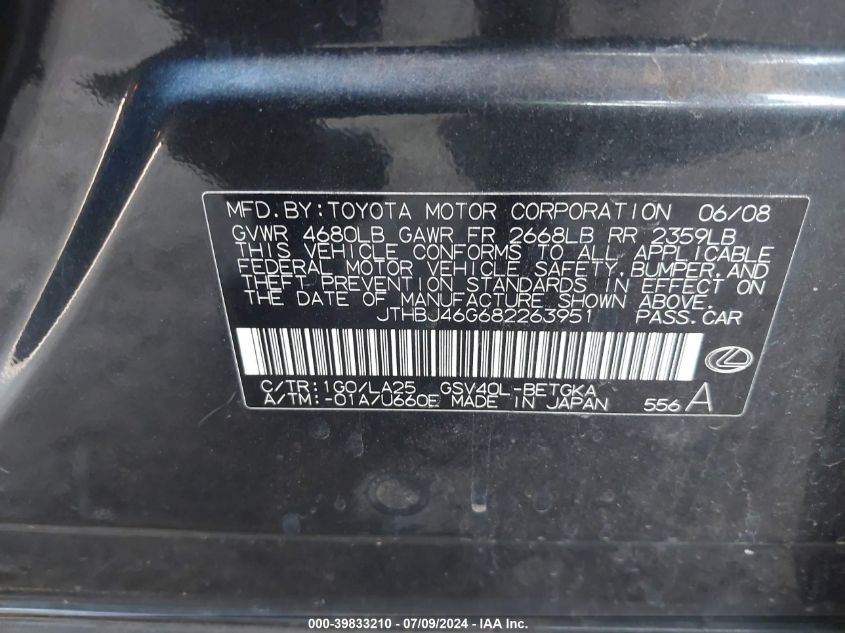 MFD.BY:TOYOTA MOTOR CORPORATION 06/08
GVWR 4680LB GAWR FR 2668LB RR 2359LB
THIS VEHICLE CONFORMS TO ALL APPLICABLE
FEDERAL MOTOR VEHICLE SAFETY,BUMPER,AND
THEFT PREVENTION STANDARDS IN EFFECT ON
THE DATE OF MANUFACTURE SHOWN ABOVE.
JTHBJ46G682263951 PASS.CAR
C/TR:1G0/LA25 GSV40L-BETGKA
A/TM:-01A/U660E MADE IN JAPAN 556 A
000-39833210 - 07/09/2024 - IAA Inc.